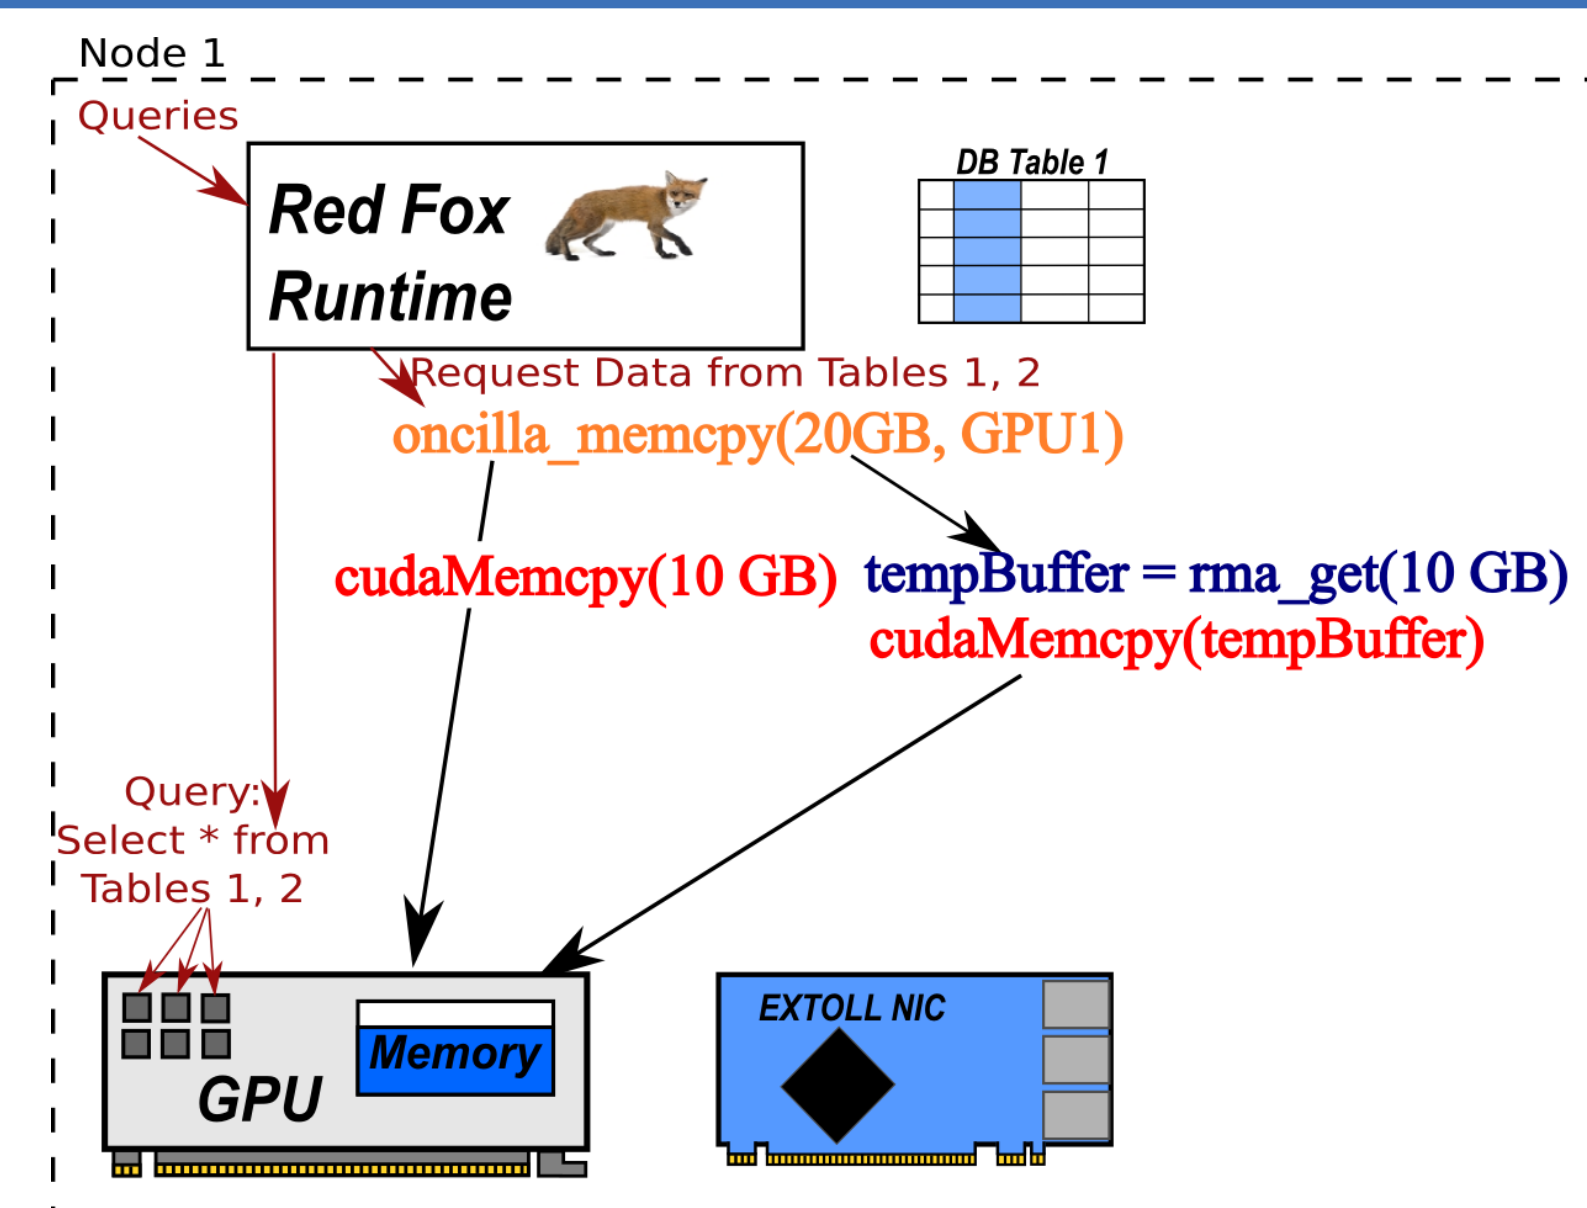 Node 1
Queries
Red Fox
Runtime
DB Table 1
Request Data from Tables 1, 2
oncilla_memcpy(20GB, GPU1)
cudaMemcpy(10 GB)
tempBuffer = rma_get(10 GB)
cudaMemcpy(tempBuffer)
Query:
Select * from
Tables 1, 2
GPU
Memory
EXTOLL NIC